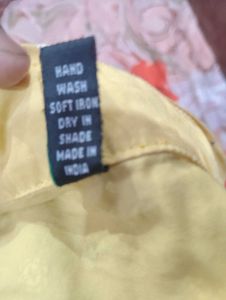 HAND
WASH
SOFT IRON
DRY IN
SHADE
MADE IN
INDIA